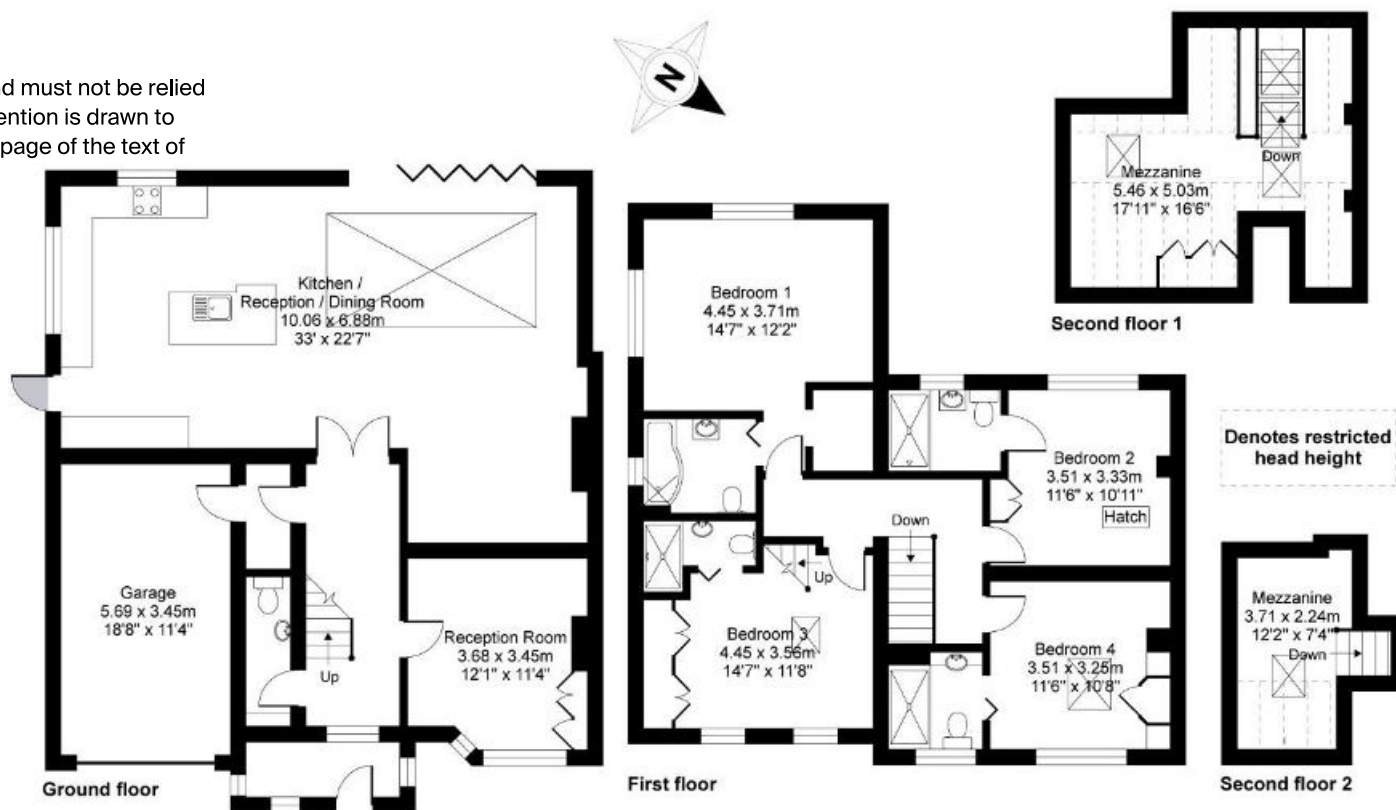 d must not be relied
ention is drawn to
page of the text of
N
Kitchen /
Reception / Dining Room
10.06 x 6.88m
33' x 22'7"
Garage
5.69 x 3.45m
18'8" x 11'4"
Up
Reception Room
3.68 x 3.45m
12'1" x 11'4"
Ground floor
Bedroom 1
4.45 x 3.71m
14'7" x 12'2"
Bedroom 2
3.51 x 3.33m
11'6" x 10'11"
Hatch
Down
Up
Bedroom 3
4.45 x 3.56m
14'7" x 11'8"
Bedroom 4
3.51 x 3.25m
11'6" x 10'8"
First floor
Down
Mezzanine
5.46 x 5.03m
17'11" x 16'6"
Second floor 1
Denotes restricted
head height
Mezzanine
3.71 x 2.24m
12'2" x 7'4"
Down
Second floor 2